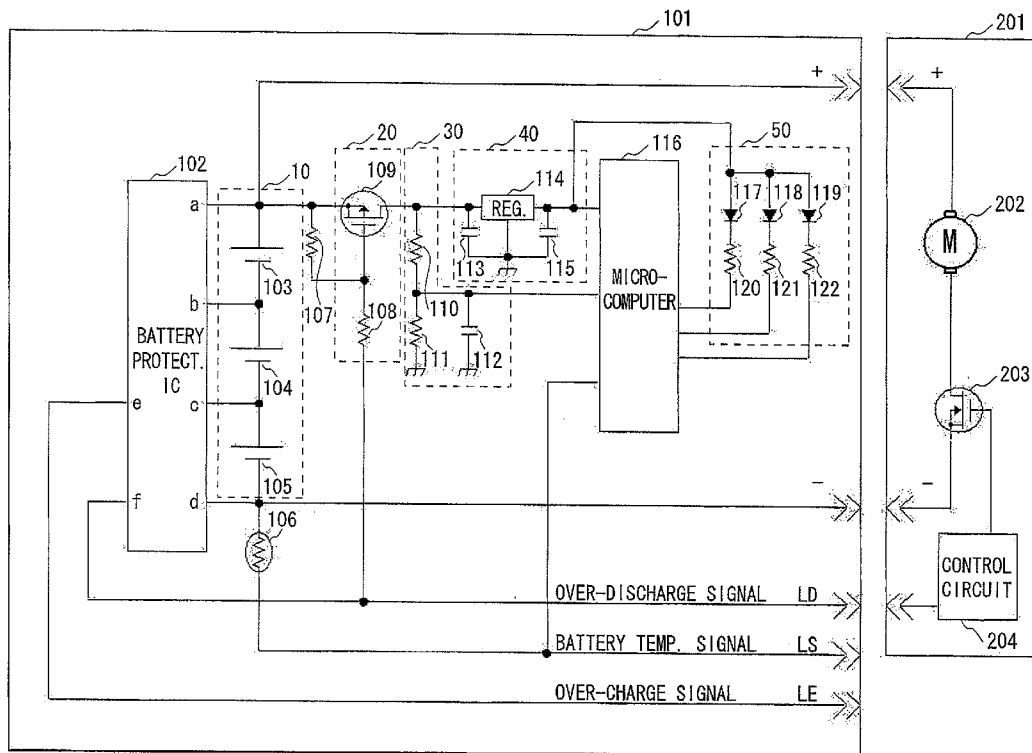 101
201
+
+
20
30
40
50
102
10
109
116
114
117
118
119
202
a
REG.
M
103
113
115
MICRO-
COMPUTER
120
121
122
107
110
b
BATTERY
PROTECT.
IC
108
111
112
203
104
e
c
105
f
d
−
−
106
CONTROL
CIRCUIT
OVER-DISCHARGE SIGNAL LD
204
BATTERY TEMP. SIGNAL LS
OVER-CHARGE SIGNAL LE